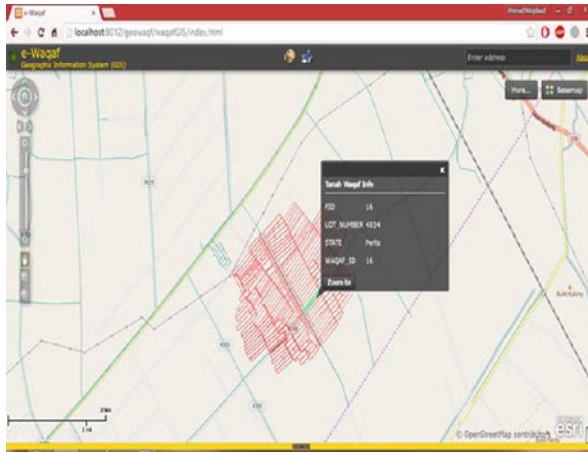 e-Waqaf
localhost:8012/geowaqf/waqafGIS/index.html
e-Waqaf
Geographic Information System (GIS)
Enter address
More...
Basemap
Tanah Waqaf Info
FID 16
LOT_NUMBER 4834
STATE Perlis
WAQAF_ID 16
Zoom to
© OpenStreetMap contributors
esri